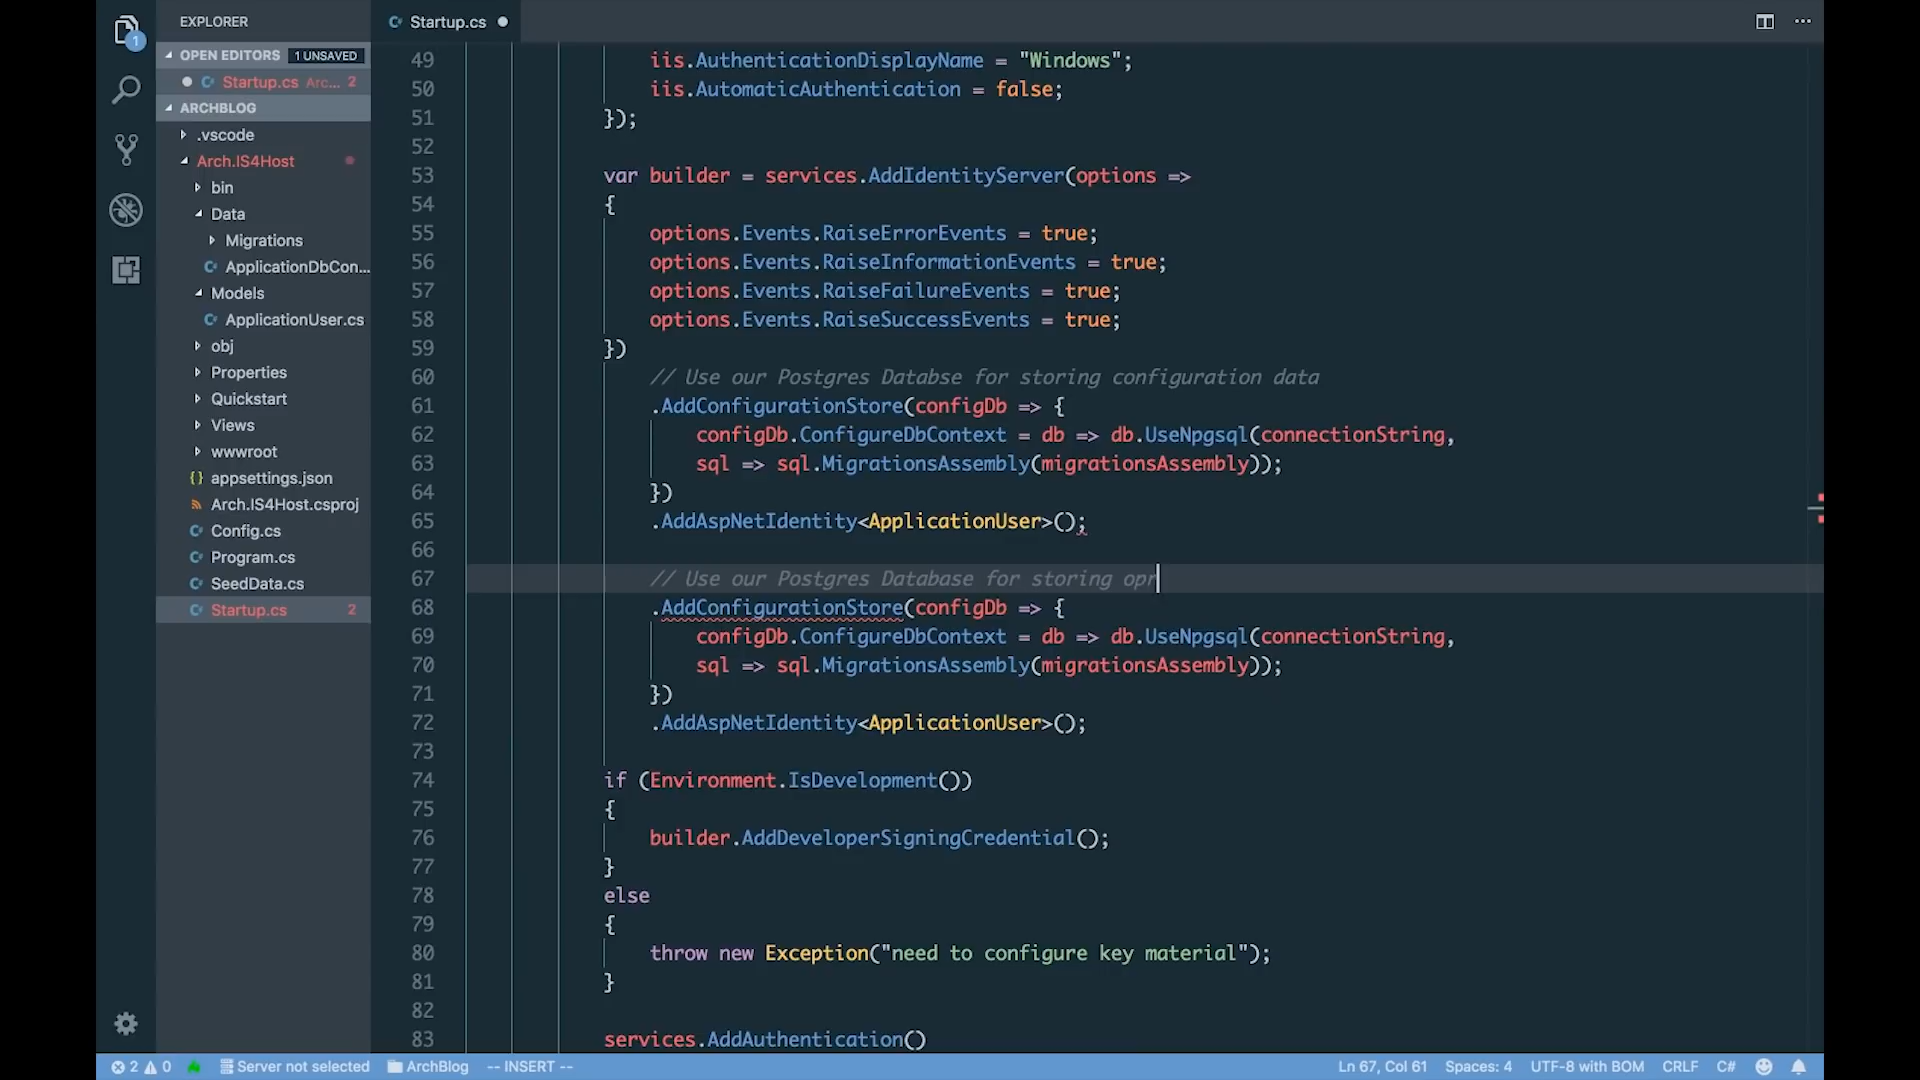 EXPLORER
OPEN EDITORS 1 UNSAVED
Startup.cs Arc... 2
ARCHBLOG
.vscode
Arch.IS4Host
bin
Data
Migrations
ApplicationDbCon...
Models
ApplicationUser.cs
obj
Properties
Quickstart
Views
wwwroot
appsettings.json
Arch.IS4Host.csproj
Config.cs
Program.cs
SeedData.cs
Startup.cs 2
1
Startup.cs
49 iis.AuthenticationDisplayName = "Windows";
50 iis.AutomaticAuthentication = false;
51 });
52
53 var builder = services.AddIdentityServer(options =>
54 {
55 options.Events.RaiseErrorEvents = true;
56 options.Events.RaiseInformationEvents = true;
57 options.Events.RaiseFailureEvents = true;
58 options.Events.RaiseSuccessEvents = true;
59 })
60 // Use our Postgres Databse for storing configuration data
61 .AddConfigurationStore(configDb => {
62 configDb.ConfigureDbContext = db => db.UseNpgsql(connectionString,
63 sql => sql.MigrationsAssembly(migrationsAssembly));
64 })
65 .AddAspNetIdentity<ApplicationUser>();
66
67 // Use our Postgres Database for storing opr
68 .AddConfigurationStore(configDb => {
69 configDb.ConfigureDbContext = db => db.UseNpgsql(connectionString,
70 sql => sql.MigrationsAssembly(migrationsAssembly));
71 })
72 .AddAspNetIdentity<ApplicationUser>();
73
74 if (Environment.IsDevelopment())
75 {
76 builder.AddDeveloperSigningCredential();
77 }
78 else
79 {
80 throw new Exception("need to configure key material");
81 }
82
83 services.AddAuthentication()
2 0 Server not selected ArchBlog -- INSERT -- Ln 67, Col 61 Spaces: 4 UTF-8 with BOM CRLF C#